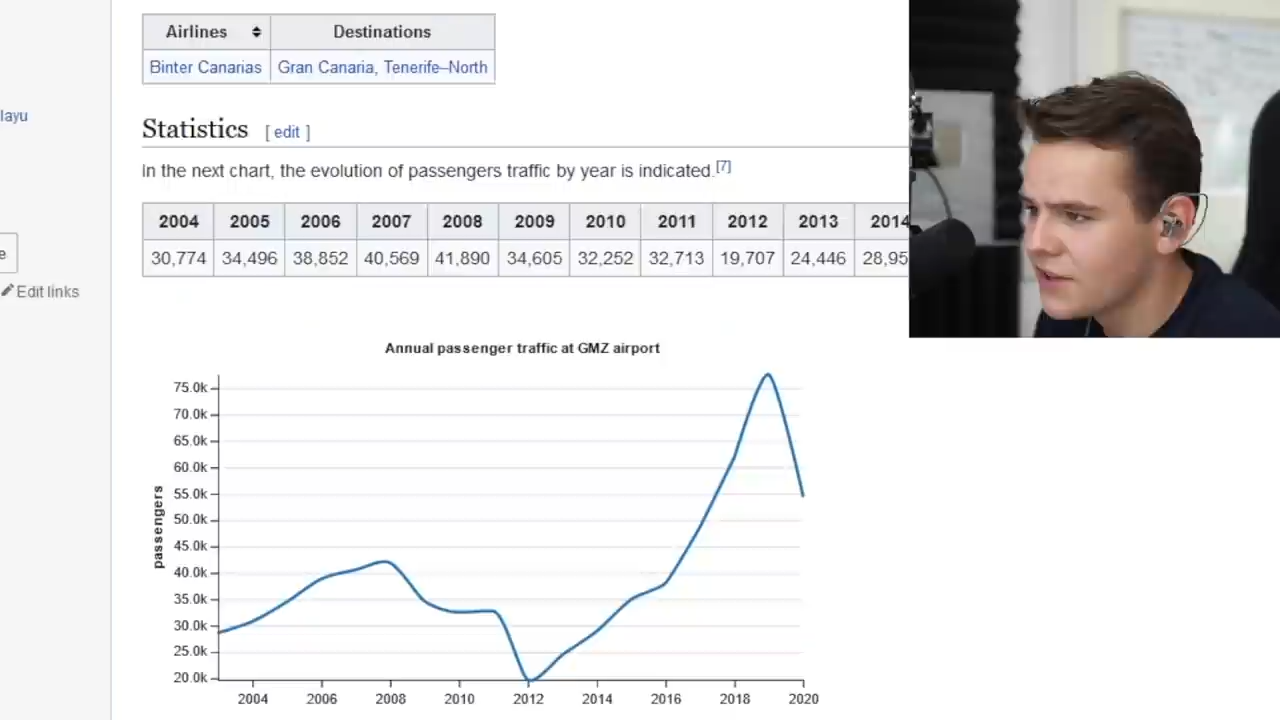 Airlines Destinations
Binter Canarias Gran Canaria, Tenerife–North
layu
Statistics [ edit ]
In the next chart, the evolution of passengers traffic by year is indicated.[7]
2004 2005 2006 2007 2008 2009 2010 2011 2012 2013 2014
e
30,774 34,496 38,852 40,569 41,890 34,605 32,252 32,713 19,707 24,446 28,95
Edit links
Annual passenger traffic at GMZ airport
75.0k
70.0k
65.0k
60.0k
55.0k
50.0k
45.0k
40.0k
35.0k
30.0k
25.0k
20.0k
passengers
2004 2006 2008 2010 2012 2014 2016 2018 2020